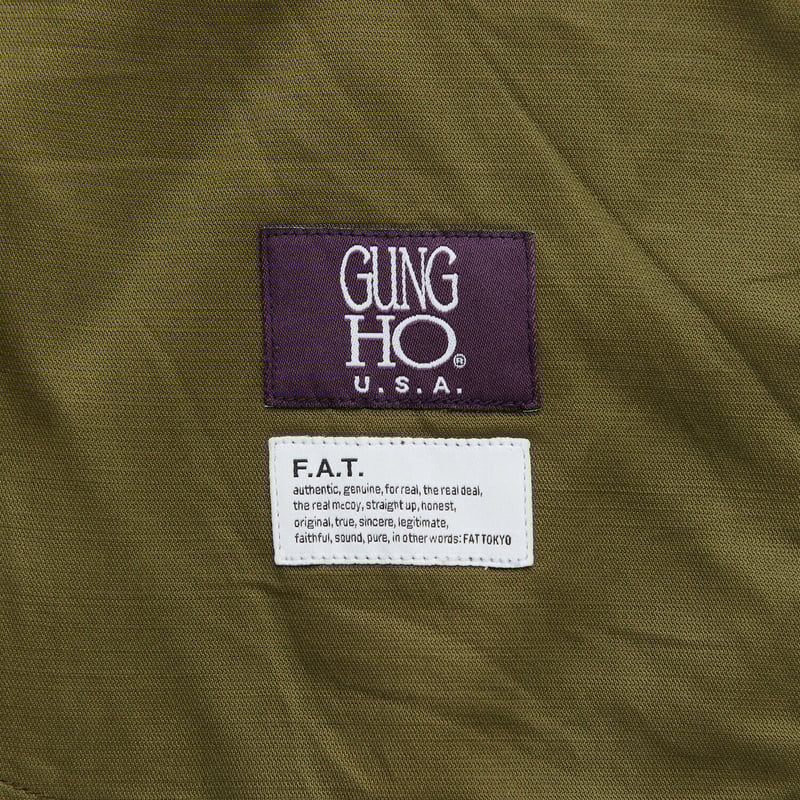 GUNG
HO®
U.S.A.
F.A.T.
authentic, genuine, for real, the real deal,
the real mccoy, straight up, honest,
original, true, sincere, legitimate,
faithful, sound, pure, in other words: FAT TOKYO